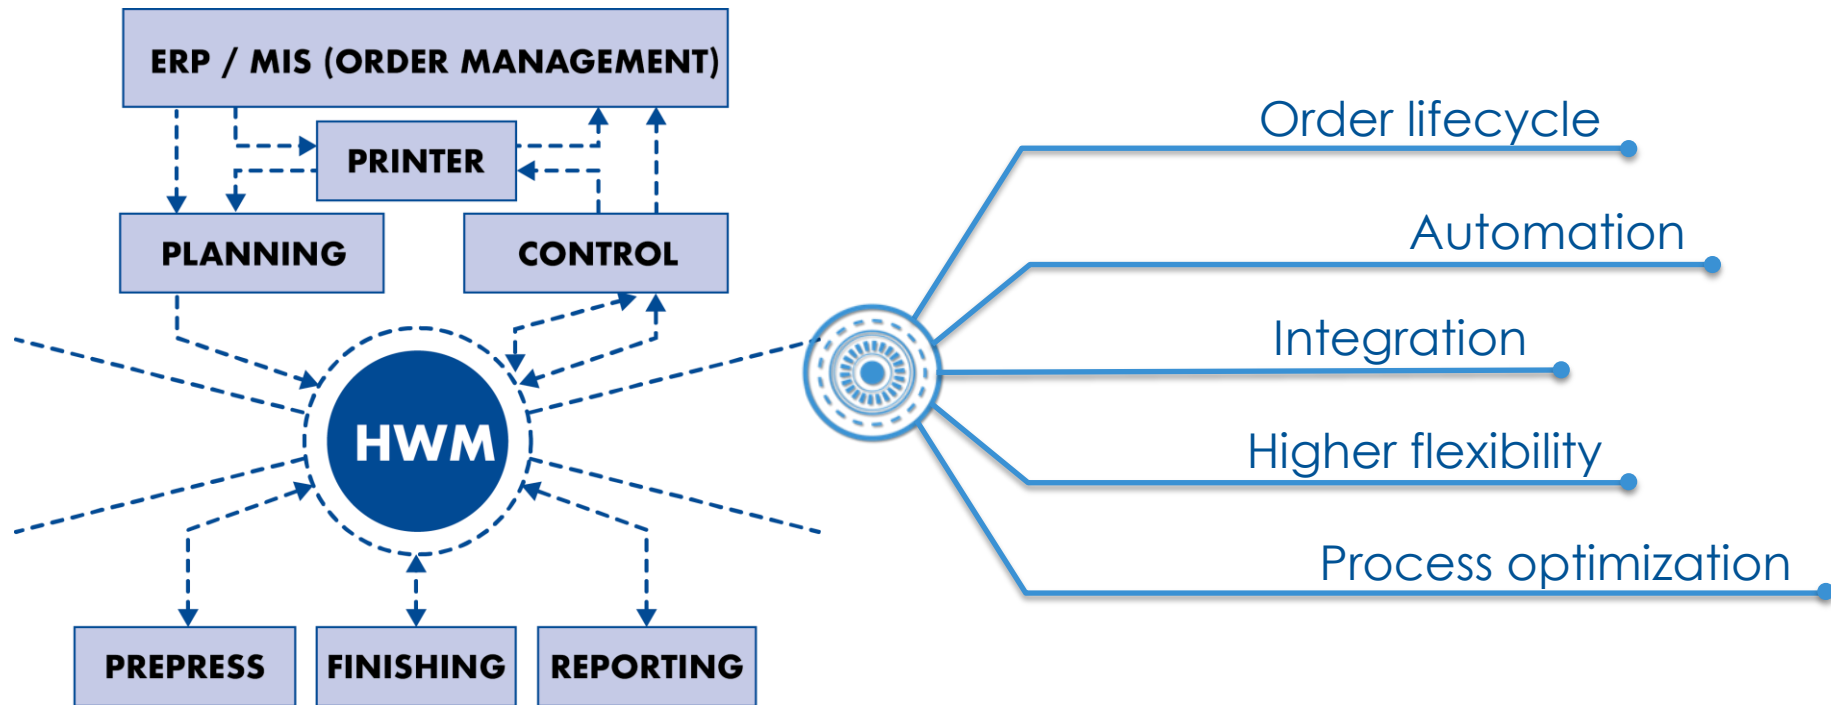 ERP / MIS (ORDER MANAGEMENT)
PRINTER
PLANNING
CONTROL
HWM
PREPRESS
FINISHING
REPORTING
Order lifecycle
Automation
Integration
Higher flexibility
Process optimization